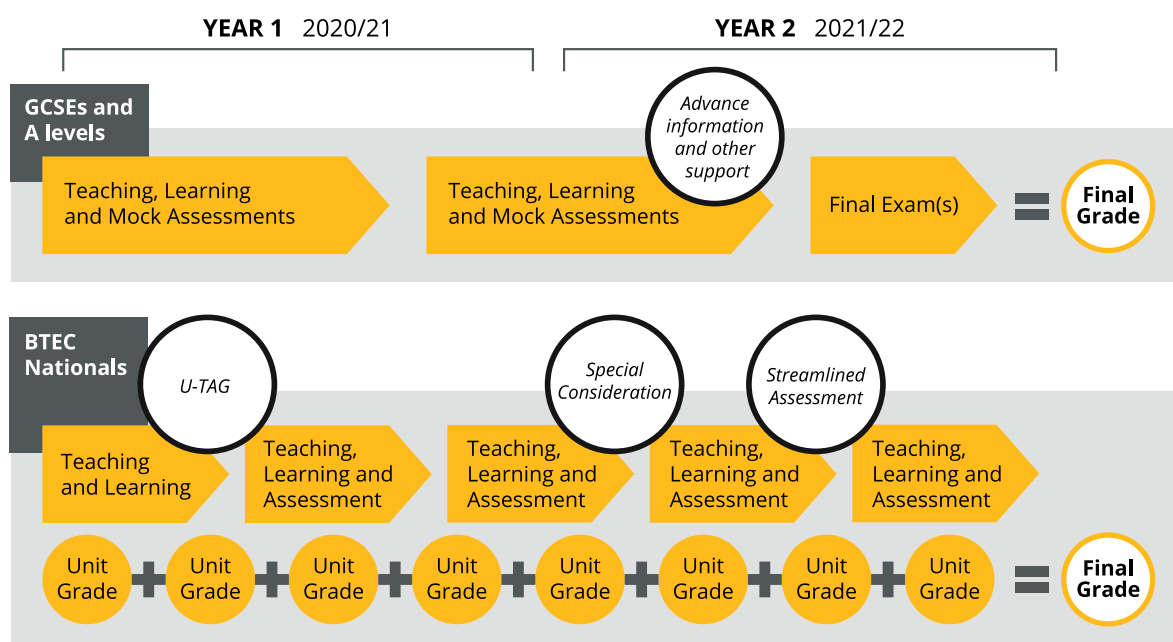 YEAR 1 2020/21
YEAR 2 2021/22
GCSEs and
A levels
Advance
information
and other
support
Teaching, Learning
and Mock Assessments
Teaching, Learning
and Mock Assessments
Final Exam(s)
=
Final
Grade
BTEC
Nationals
U-TAG
Special
Consideration
Streamlined
Assessment
Teaching
and Learning
Teaching,
Learning and
Assessment
Teaching,
Learning and
Assessment
Teaching,
Learning and
Assessment
Teaching,
Learning and
Assessment
Unit
Grade
+
Unit
Grade
+
Unit
Grade
+
Unit
Grade
+
Unit
Grade
+
Unit
Grade
+
Unit
Grade
+
Unit
Grade
=
Final
Grade